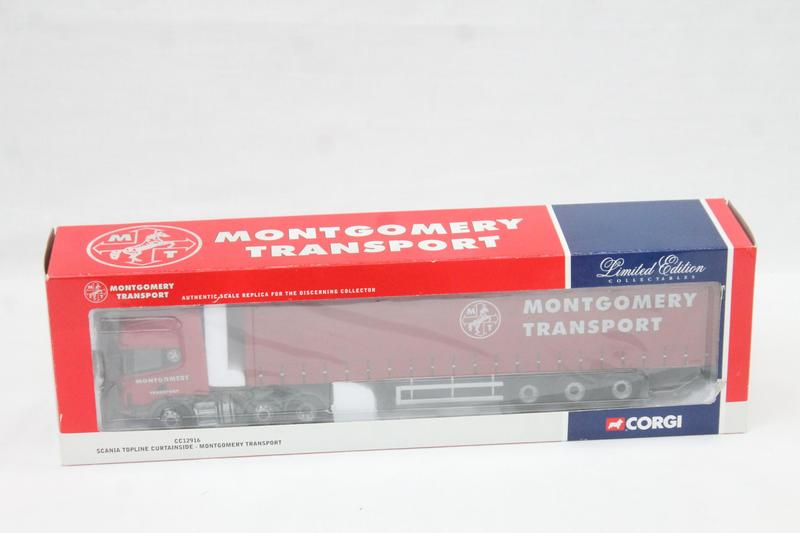 M T
MONTGOMERY
TRANSPORT
Limited Edition
COLLECTABLES
MONTGOMERY
TRANSPORT
AUTHENTIC SCALE REPLICA FOR THE DISCERNING COLLECTOR
M T
MONTGOMERY
TRANSPORT
MONTGOMERY
TRANSPORT
CC12916
SCANIA TOPLINE CURTAINSIDE - MONTGOMERY TRANSPORT
CORGI